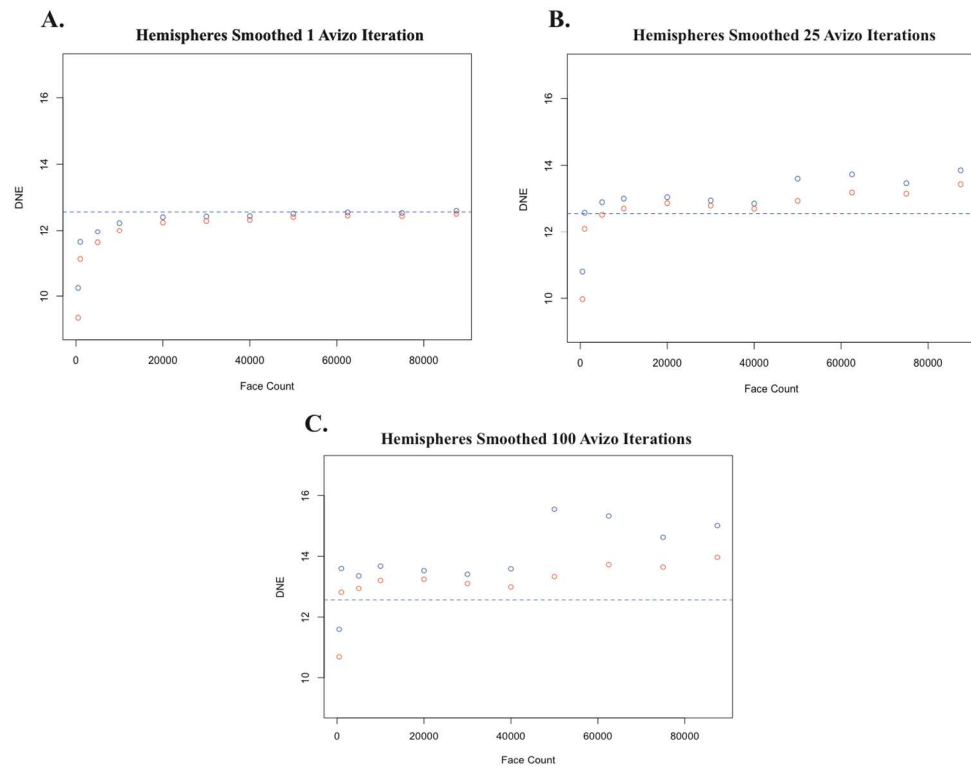 A.
Hemispheres Smoothed 1 Avizo Iteration
DNE
16
14
12
10
0 20000 40000 60000 80000
Face Count
B.
Hemispheres Smoothed 25 Avizo Iterations
DNE
16
14
12
10
0 20000 40000 60000 80000
Face Count
C.
Hemispheres Smoothed 100 Avizo Iterations
DNE
16
14
12
10
0 20000 40000 60000 80000
Face Count